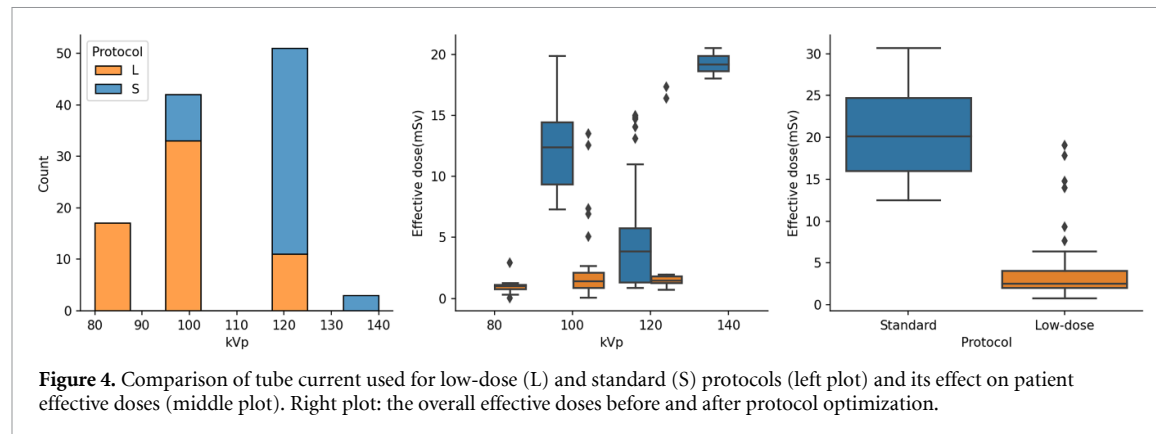 Protocol
L
S
50
40
30
20
10
0
Count
80 90 100 110 120 130 140
kVp
20
15
10
5
0
Effective dose(mSv)
80 100 120 140
kVp
30
25
20
15
10
5
0
Effective dose(mSv)
Standard Low-dose
Protocol
Figure 4. Comparison of tube current used for low-dose (L) and standard (S) protocols (left plot) and its effect on patient
effective doses (middle plot). Right plot: the overall effective doses before and after protocol optimization.